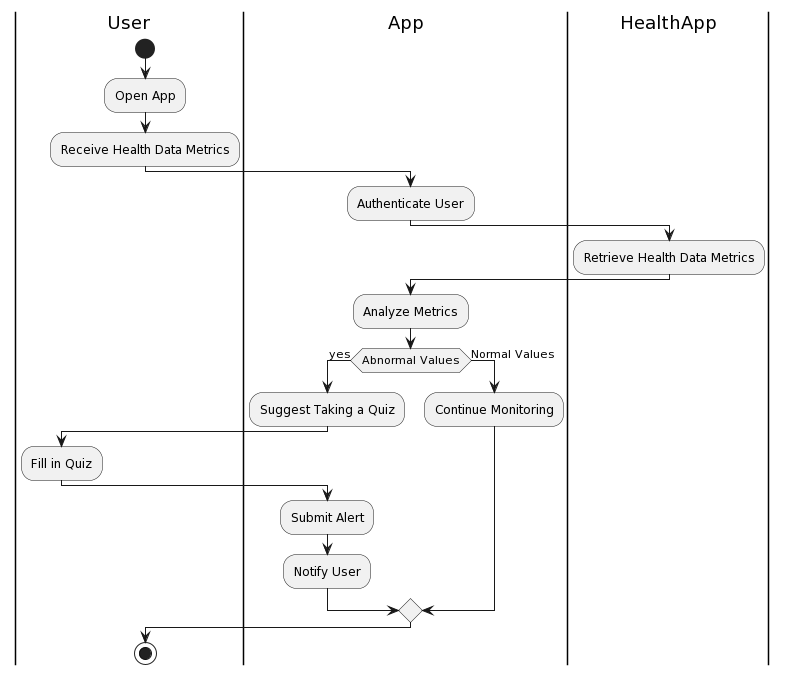 User
App
HealthApp
Open App
Receive Health Data Metrics
Authenticate User
Retrieve Health Data Metrics
Analyze Metrics
yes
Abnormal Values
Normal Values
Suggest Taking a Quiz
Continue Monitoring
Fill in Quiz
Submit Alert
Notify User